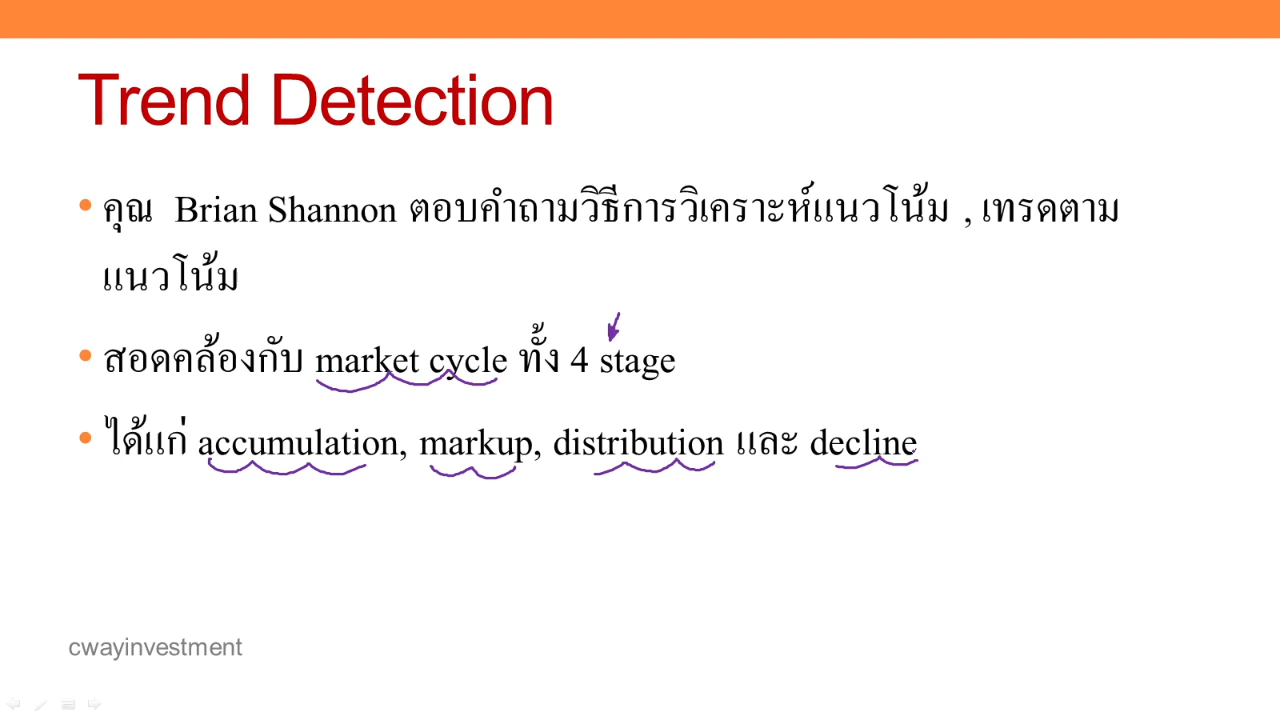 Trend Detection
• คุณ Brian Shannon ตอบคำถามวิธีการวิเคราะห์แนวโน้ม , เทรดตาม
แนวโน้ม
• สอดคล้องกับ market cycle ทั้ง 4 stage
• ได้แก่ accumulation, markup, distribution และ decline
cwayinvestment